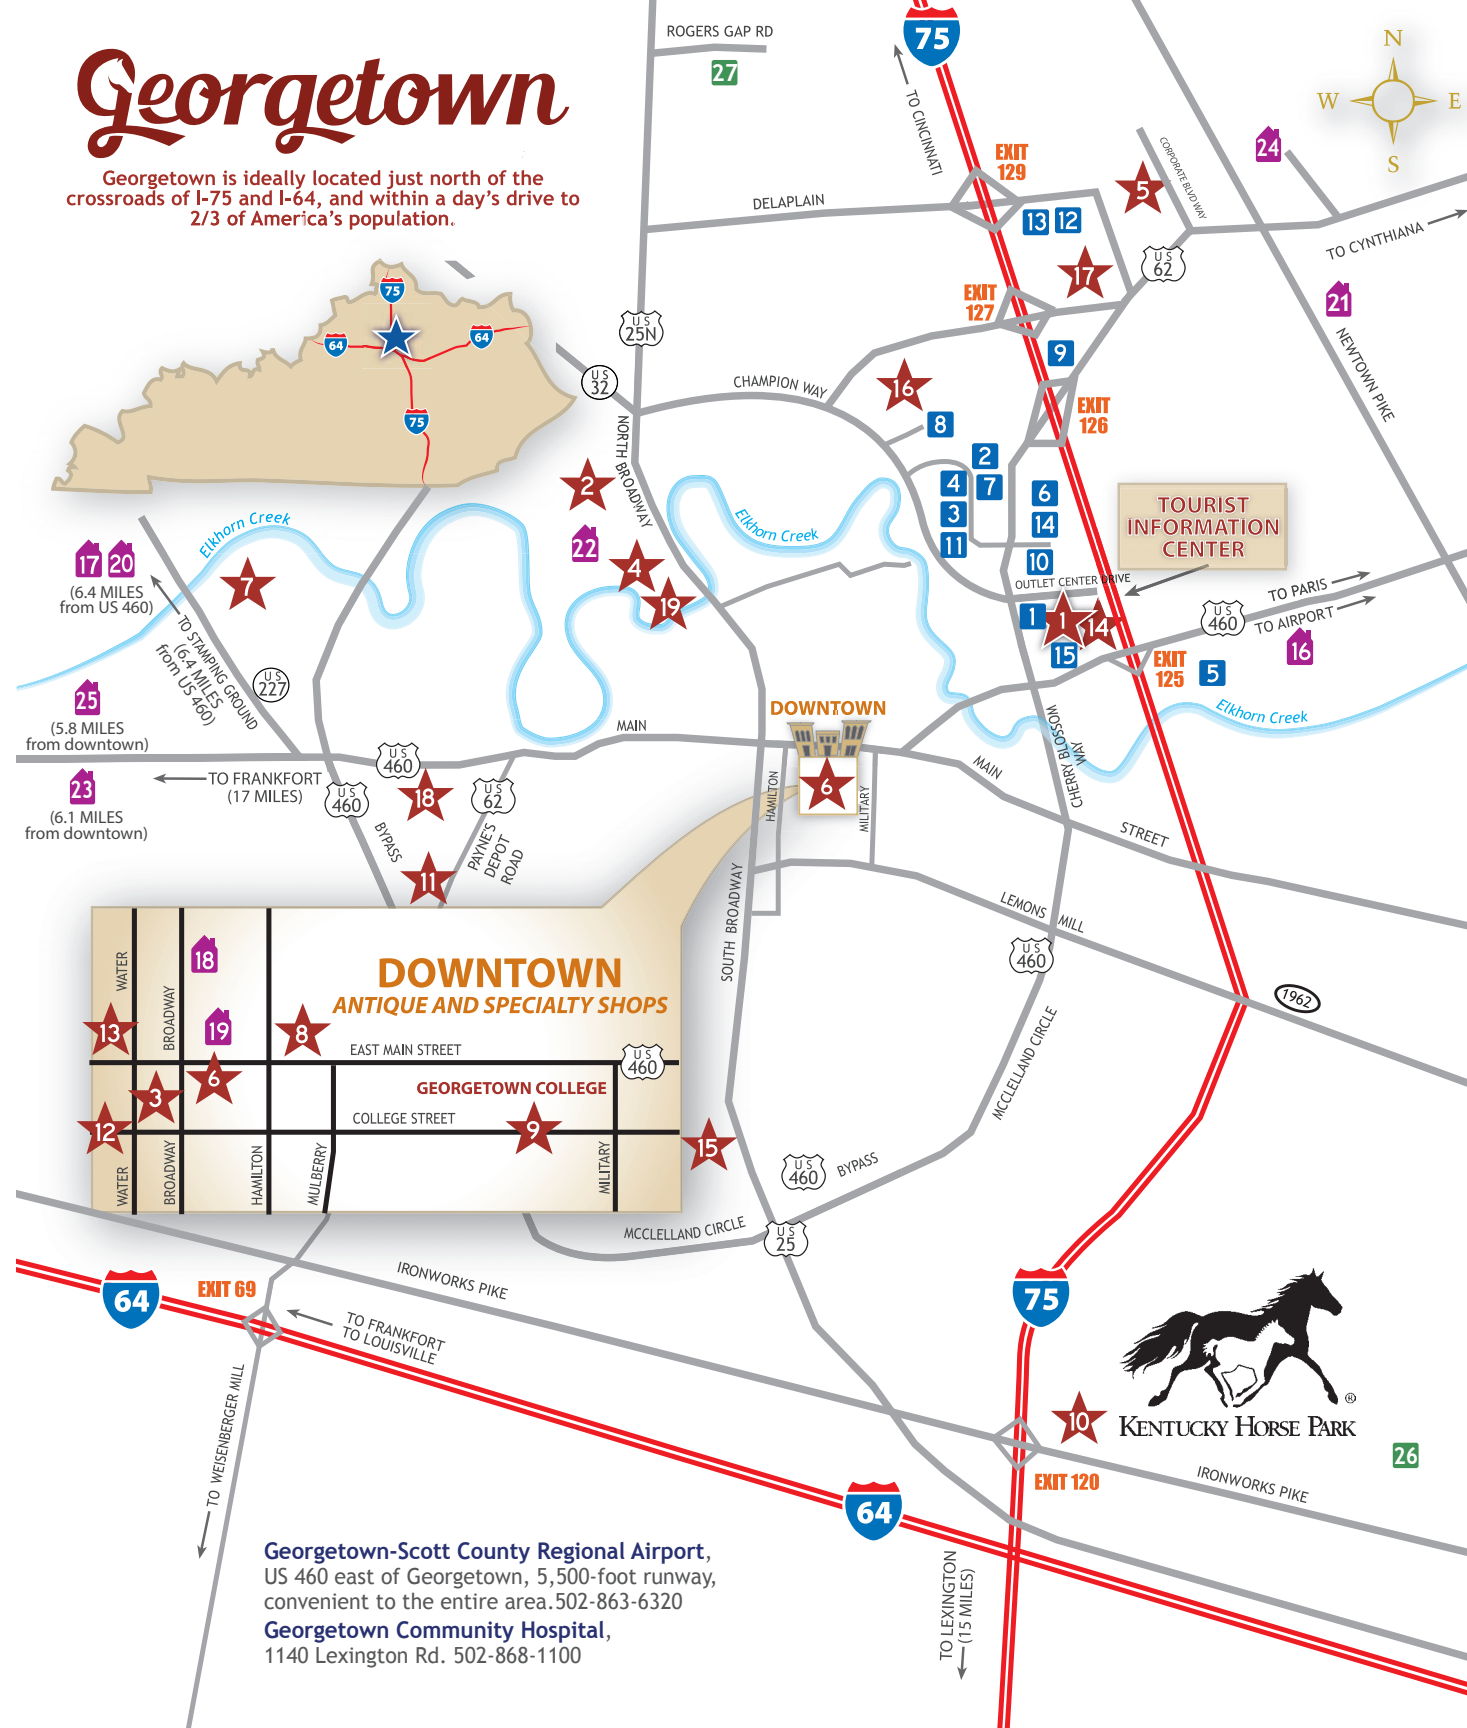 Georgetown
Georgetown is ideally located just north of the
crossroads of I-75 and I-64, and within a day's drive to
2/3 of America's population.
75
64
64
75
ROGERS GAP RD
27
75
TO CINCINNATI
N
W
E
S
EXIT
129
CORPORATE BLVD WAY
5
24
DELAPLAIN
13
12
TO CYNTHIANA
US
62
17
EXIT
127
21
US
25N
NEWTOWN PIKE
9
US
32
CHAMPION WAY
16
EXIT
126
8
NORTH BROADWAY
2
2
4
7
6
3
14
11
10
Elkhorn Creek
Elkhorn Creek
TOURIST
INFORMATION
CENTER
22
4
19
17
20
(6.4 MILES
from US 460)
7
OUTLET CENTER DRIVE
1
1
14
15
TO PARIS
US
460
TO AIRPORT
16
EXIT
125
5
Elkhorn Creek
TO STAMPING GROUND
(6.4 MILES
from US 460)
US
227
25
(5.8 MILES
from downtown)
MAIN
DOWNTOWN
CHERRY BLOSSOM
WAY
US
460
TO FRANKFORT
(17 MILES)
23
(6.1 MILES
from downtown)
US
460
18
US
62
BYPASS
PAYNE'S
DEPOT
ROAD
11
HAMILTON
6
MILITARY
MAIN
STREET
SOUTH BROADWAY
LEMONS MILL
US
460
1962
MCCLELLAND CIRCLE
DOWNTOWN
ANTIQUE AND SPECIALTY SHOPS
WATER
BROADWAY
18
19
13
8
EAST MAIN STREET
US
460
6
3
GEORGETOWN COLLEGE
COLLEGE STREET
12
9
WATER
BROADWAY
HAMILTON
MULBERRY
MILITARY
15
US
460
BYPASS
MCCLELLAND CIRCLE
US
25
64
EXIT 69
IRONWORKS PIKE
TO FRANKFORT
TO LOUISVILLE
75
TO WEISENBERGER MILL
10
KENTUCKY HORSE PARK
®
26
EXIT 120
IRONWORKS PIKE
64
TO LEXINGTON
(15 MILES)
Georgetown-Scott County Regional Airport,
US 460 east of Georgetown, 5,500-foot runway,
convenient to the entire area.502-863-6320
Georgetown Community Hospital,
1140 Lexington Rd. 502-868-1100